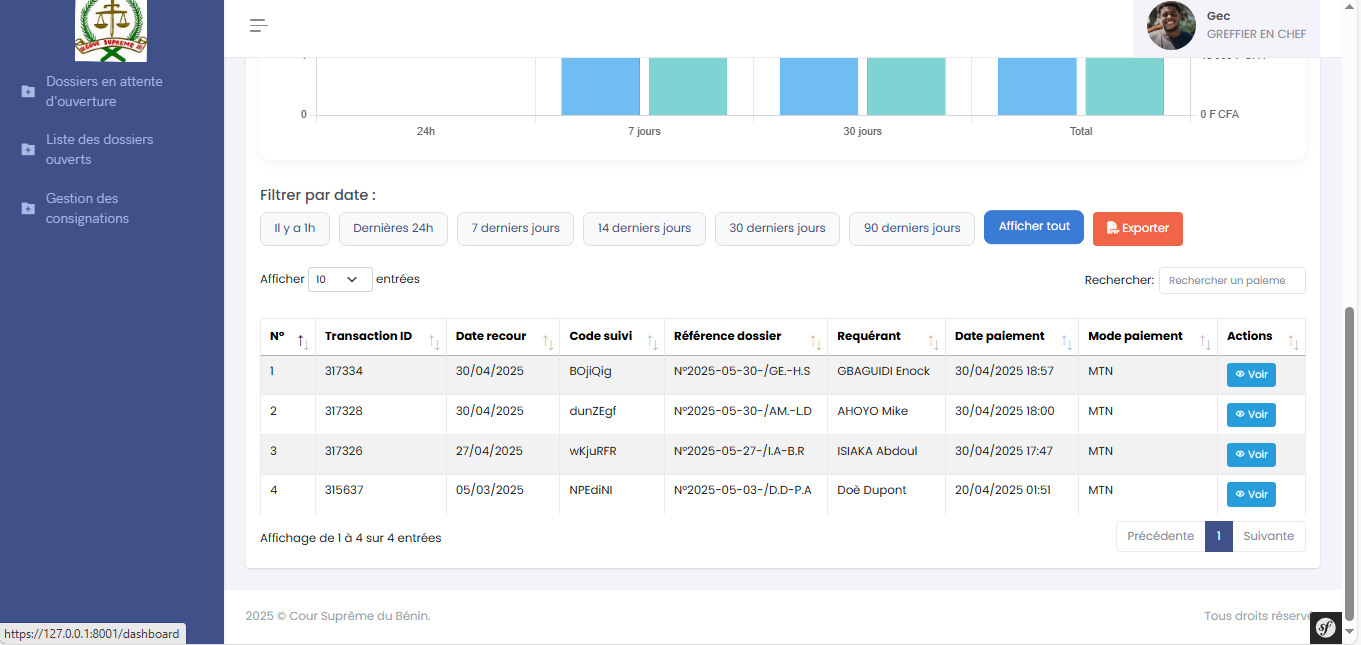 COUR SUPREME
Gec
GREFFIER EN CHEF
Dossiers en attente
d'ouverture
Liste des dossiers
ouverts
Gestion des
consignations
0
0 F CFA
24h
7 jours
30 jours
Total
Filtrer par date :
Il y a 1h
Dernières 24h
7 derniers jours
14 derniers jours
30 derniers jours
90 derniers jours
Afficher tout
Exporter
Afficher 10 entrées
Rechercher: Rechercher un paieme
N° Transaction ID Date recour Code suivi Référence dossier Requérant Date paiement Mode paiement Actions
1 317334 30/04/2025 BOjiQig N°2025-05-30-/GE.-H.S GBAGUIDI Enock 30/04/2025 18:57 MTN Voir
2 317328 30/04/2025 dunZEgf N°2025-05-30-/AM.-L.D AHOYO Mike 30/04/2025 18:00 MTN Voir
3 317326 27/04/2025 wKjuRFR N°2025-05-27-/I.A-B.R ISIAKA Abdoul 30/04/2025 17:47 MTN Voir
4 315637 05/03/2025 NPEdiNI N°2025-05-03-/D.D-P.A Doè Dupont 20/04/2025 01:51 MTN Voir
Affichage de 1 à 4 sur 4 entrées
Précédente 1 Suivante
2025 © Cour Suprême du Bénin.
Tous droits réservé
https://127.0.0.1:8001/dashboard
sf